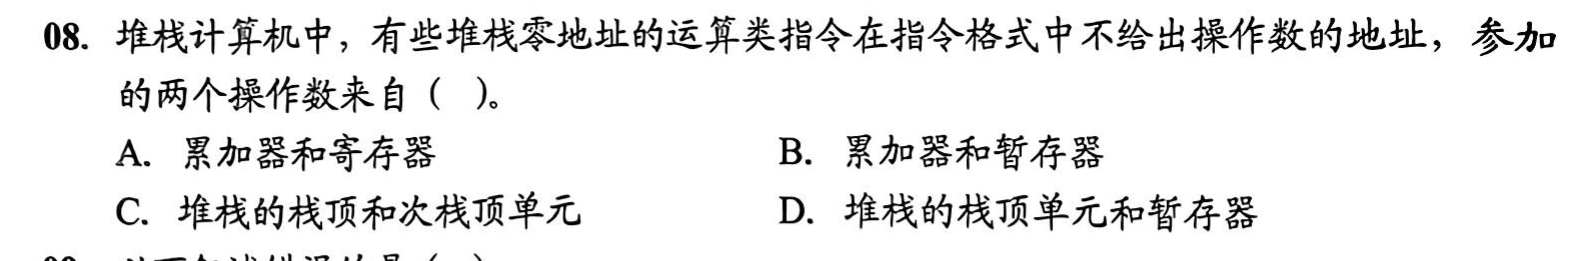 08. 堆栈计算机中，有些堆栈零地址的运算类指令在指令格式中不给出操作数的地址，参加
的两个操作数来自（ ）。
A. 累加器和寄存器 B. 累加器和暂存器
C. 堆栈的栈顶和次栈顶单元 D. 堆栈的栈顶单元和暂存器